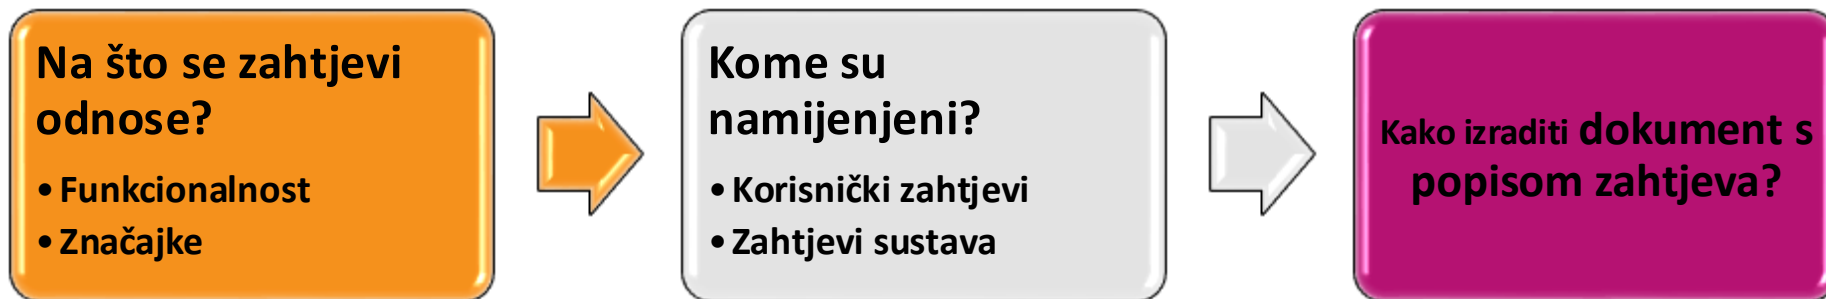 Na što se zahtjevi
odnose?
• Funkcionalnost
• Značajke
Kome su
namijenjeni?
• Korisnički zahtjevi
• Zahtjevi sustava
Kako izraditi dokument s
popisom zahtjeva?